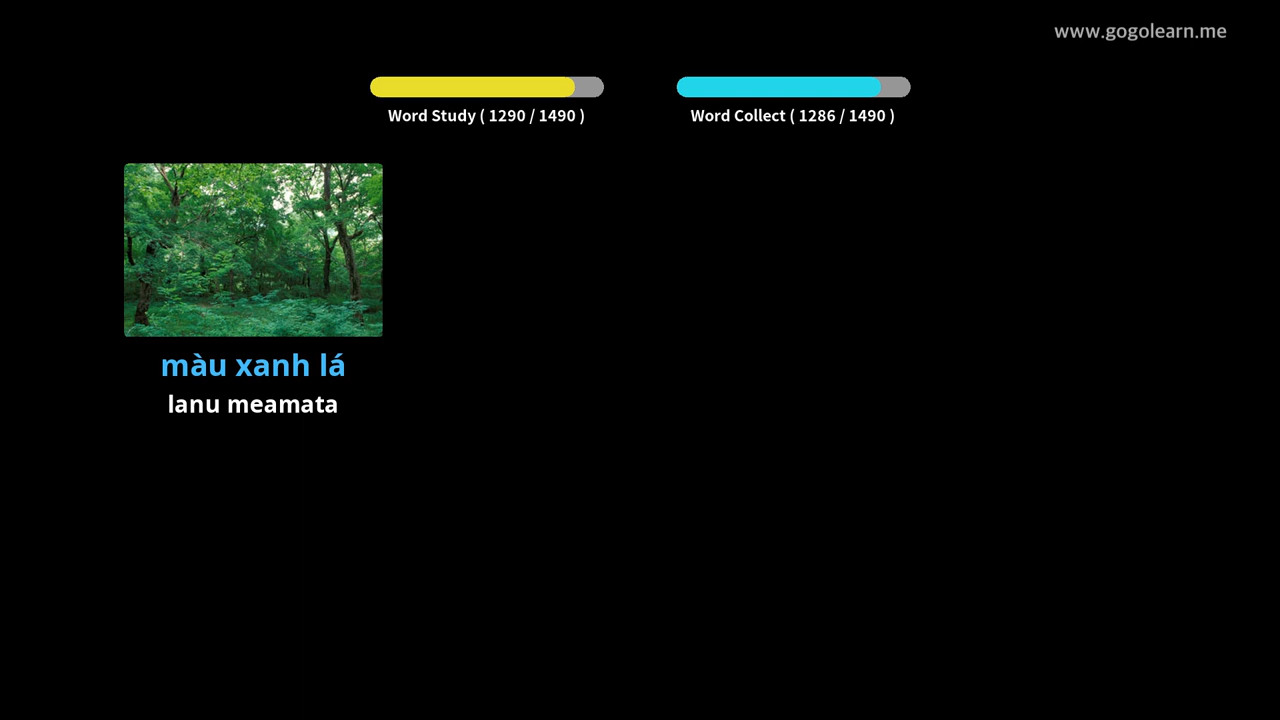 www.gogolearn.me
Word Study ( 1290 / 1490 )
Word Collect ( 1286 / 1490 )
màu xanh lá
lanu meamata